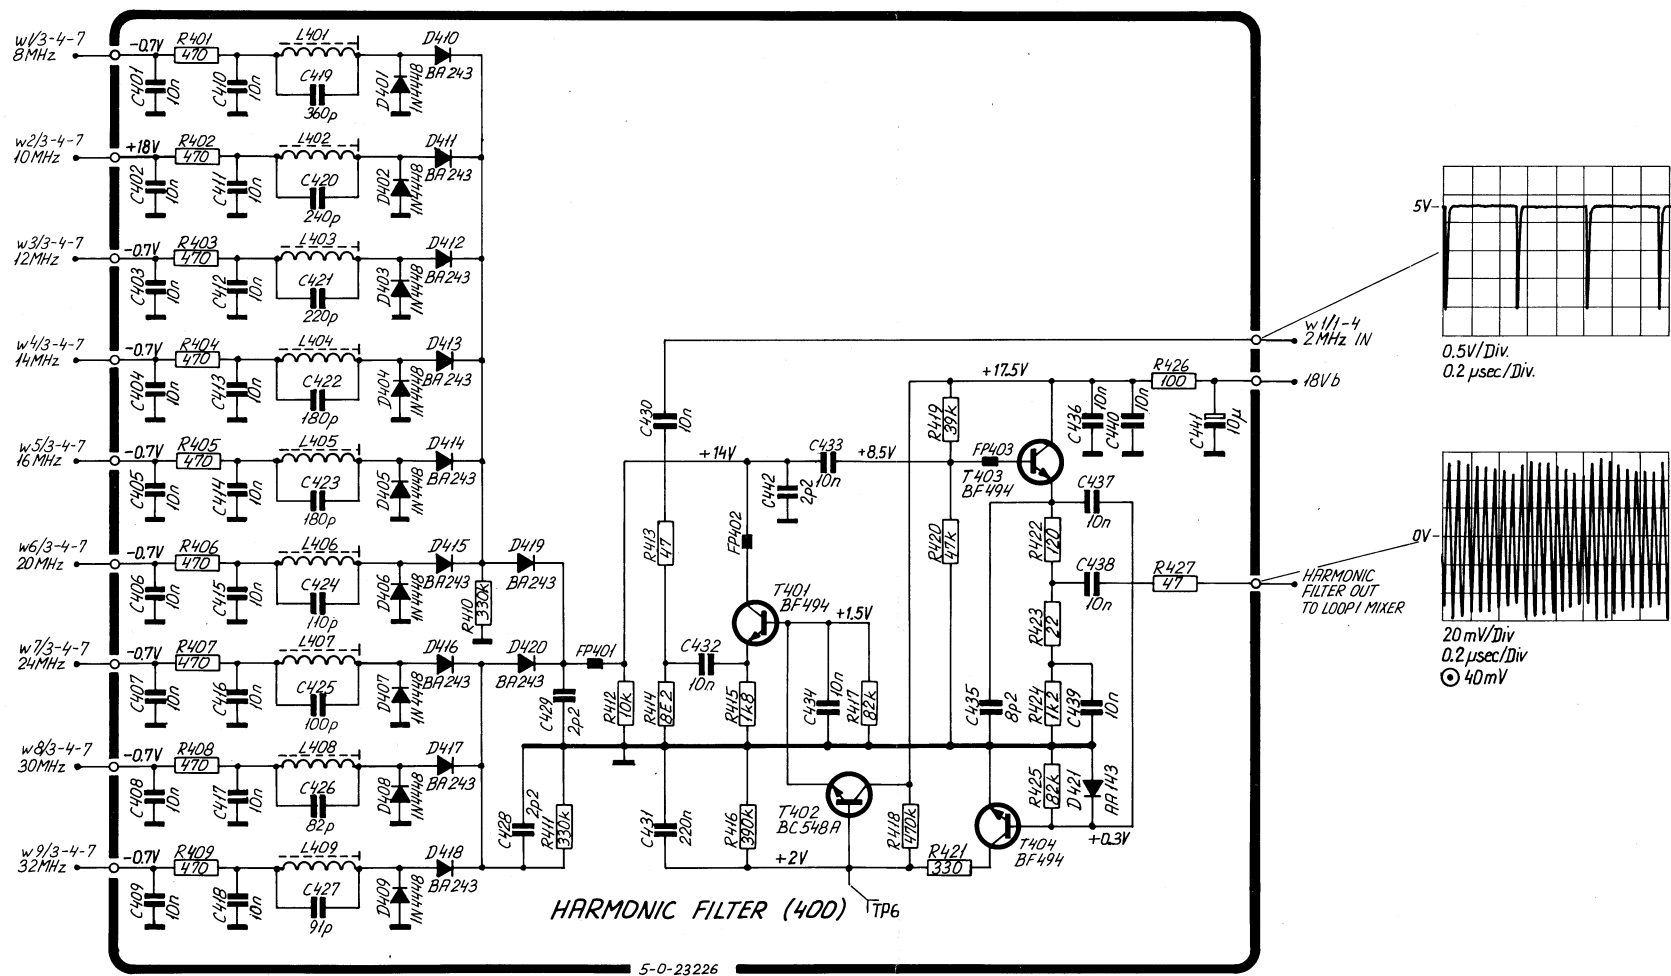 w1/3-4-7
8MHz
-0.7V
R401
470
C401
10n
C410
10n
L401
C419
360p
D401
1N4448
D410
BA243
w2/3-4-7
10MHz
+18V
R402
470
C402
10n
C411
10n
L402
C420
240p
D402
1N4448
D411
BA243
w3/3-4-7
12MHz
-0.7V
R403
470
C403
10n
C412
10n
L403
C421
220p
D403
1N4448
D412
BA243
w4/3-4-7
14MHz
-0.7V
R404
470
C404
10n
C413
10n
L404
C422
180p
D404
1N4448
D413
BA243
w5/3-4-7
16MHz
-0.7V
R405
470
C405
10n
C414
10n
L405
C423
180p
D405
1N4448
D414
BA243
w6/3-4-7
20MHz
-0.7V
R406
470
C406
10n
C415
10n
L406
C424
110p
D406
1N4448
D415
BA243
D419
BA243
R410
330k
w7/3-4-7
24MHz
-0.7V
R407
470
C407
10n
C416
10n
L407
C425
100p
D407
1N4448
D416
BA243
D420
BA243
FP401
C429
2p2
w8/3-4-7
30MHz
-0.7V
R408
470
C408
10n
C417
10n
L408
C426
82p
D408
1N4448
D417
BA243
C428
2p2
R411
330k
w9/3-4-7
32MHz
-0.7V
R409
470
C409
10n
C418
10n
L409
C427
91p
D409
1N4448
D418
BA243
C430
10n
+14V
R413
47
FP402
C442
2p2
C433
10n
+8.5V
T401
BF494
+1.5V
C432
10n
R412
10k
R414
8E2
R415
1k8
C434
10n
R417
82k
C431
220n
R416
390k
T402
BC548A
+2V
TP6
R418
470k
R421
330
+17.5V
R419
39k
R420
47k
FP403
T403
BF494
C436
10n
C440
10n
R426
100
C441
10µ
C437
10n
R422
120
C438
10n
R427
47
R423
22
C435
8p2
R424
1k2
C439
10n
R425
82k
D421
AA143
T404
BF494
+0.3V
w1/1-4
2MHz IN
18Vb
HARMONIC
FILTER OUT
TO LOOP1 MIXER
5V
0.5V/Div.
0.2 µsec/Div.
0V
20mV/Div
0.2µsec/Div
40mV
HARMONIC FILTER (400)
5-0-23226